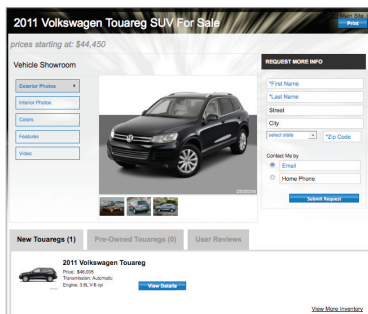 2011 Volkswagen Touareg SUV For Sale
Main Site
Print
prices starting at: $44,450
Vehicle Showroom
REQUEST MORE INFO
Exterior Photos
Interior Photos
Colors
Features
Video
*First Name
*Last Name
Street
City
select state
*Zip Code
Contact Me by
Email
Home Phone
Submit Request
New Touaregs (1)
Pre-Owned Touaregs (0)
User Reviews
2011 Volkswagen Touareg
Price: $46,005
Transmission: Automatic
Engine: 3.6L V-6 cyl
View Details
View More Inventory